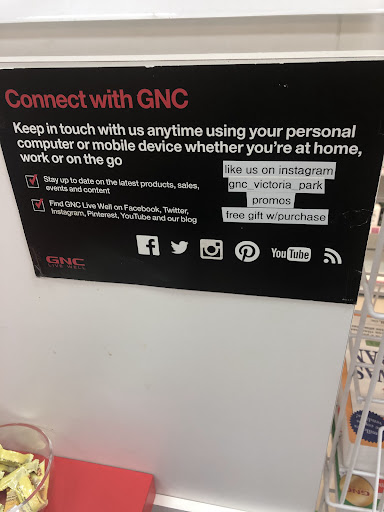 Connect with GNC
Keep in touch with us anytime using your personal
computer or mobile device whether you're at home,
work or on the go
Stay up to date on the latest products, sales,
events and content
Find GNC Live Well on Facebook, Twitter,
Instagram, Pinterest, YouTube and our blog
like us on instagram
gnc_victoria_park
promos
free gift w/purchase
YouTube
GNC
LIVE WELL